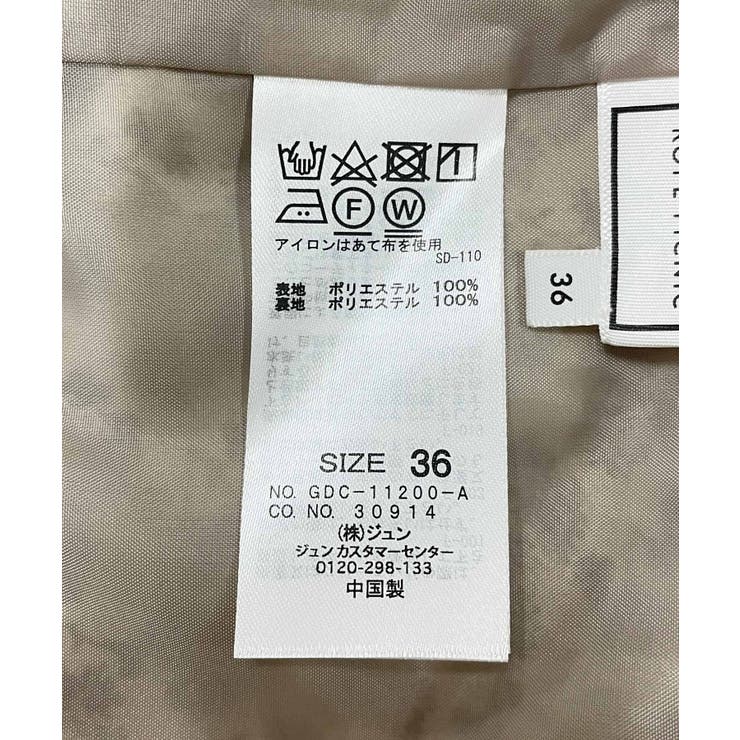 F W
アイロンはあて布を使用
SD-110
表地 ポリエステル 100%
裏地 ポリエステル 100%
SIZE 36
NO. GDC-11200-A
CO. NO. 30914
(株)ジュン
ジュン カスタマーセンター
0120-298-133
中国製
36